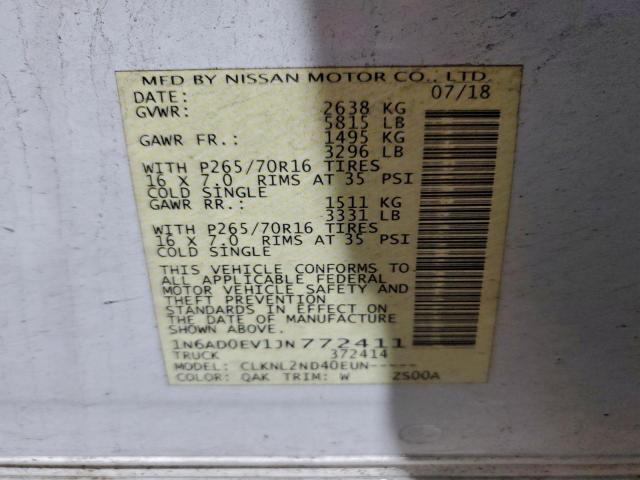 MFD BY NISSAN MOTOR CO., LTD.
DATE: 07/18
GVWR: 2638 KG
5815 LB
GAWR FR.: 1495 KG
3296 LB
WITH P265/70R16 TIRES
16 X 7.0 RIMS AT 35 PSI
COLD SINGLE
GAWR RR.: 1511 KG
3331 LB
WITH P265/70R16 TIRES
16 X 7.0 RIMS AT 35 PSI
COLD SINGLE
THIS VEHICLE CONFORMS TO
ALL APPLICABLE FEDERAL
MOTOR VEHICLE SAFETY AND
THEFT PREVENTION
STANDARDS IN EFFECT ON
THE DATE OF MANUFACTURE
SHOWN ABOVE.
1N6AD0EV1JN772411
TRUCK 372414
MODEL: CLKNL2ND40EUN-----
COLOR: QAK TRIM: W ZS00A